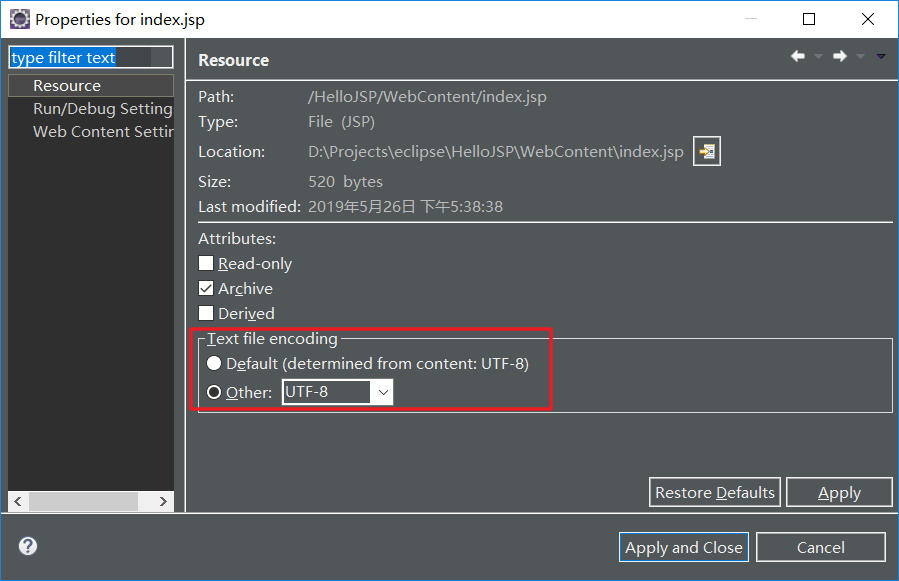 Properties for index.jsp
type filter text
Resource
Run/Debug Setting
Web Content Settin
Resource
Path: /HelloJSP/WebContent/index.jsp
Type: File (JSP)
Location: D:\Projects\eclipse\HelloJSP\WebContent\index.jsp
Size: 520 bytes
Last modified: 2019年5月26日 下午5:38:38
Attributes:
Read-only
Archive
Derived
Text file encoding
Default (determined from content: UTF-8)
Other: UTF-8
Restore Defaults Apply
Apply and Close Cancel